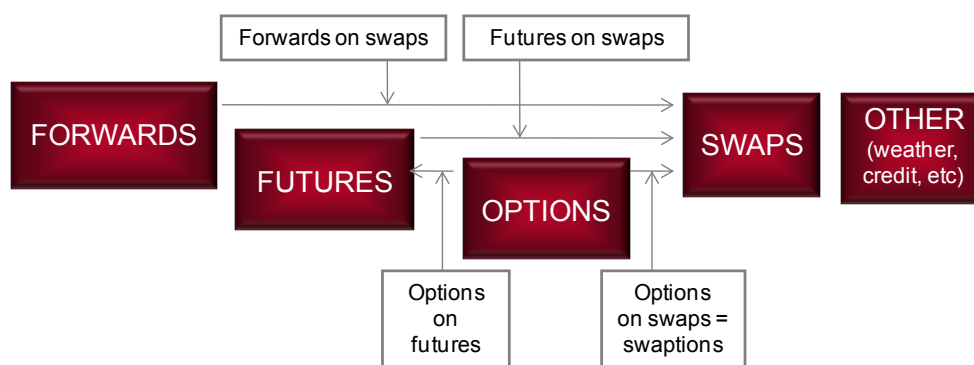 Forwards on swaps
Futures on swaps
FORWARDS
FUTURES
OPTIONS
SWAPS
OTHER
(weather,
credit, etc)
Options
on
futures
Options
on swaps =
swaptions